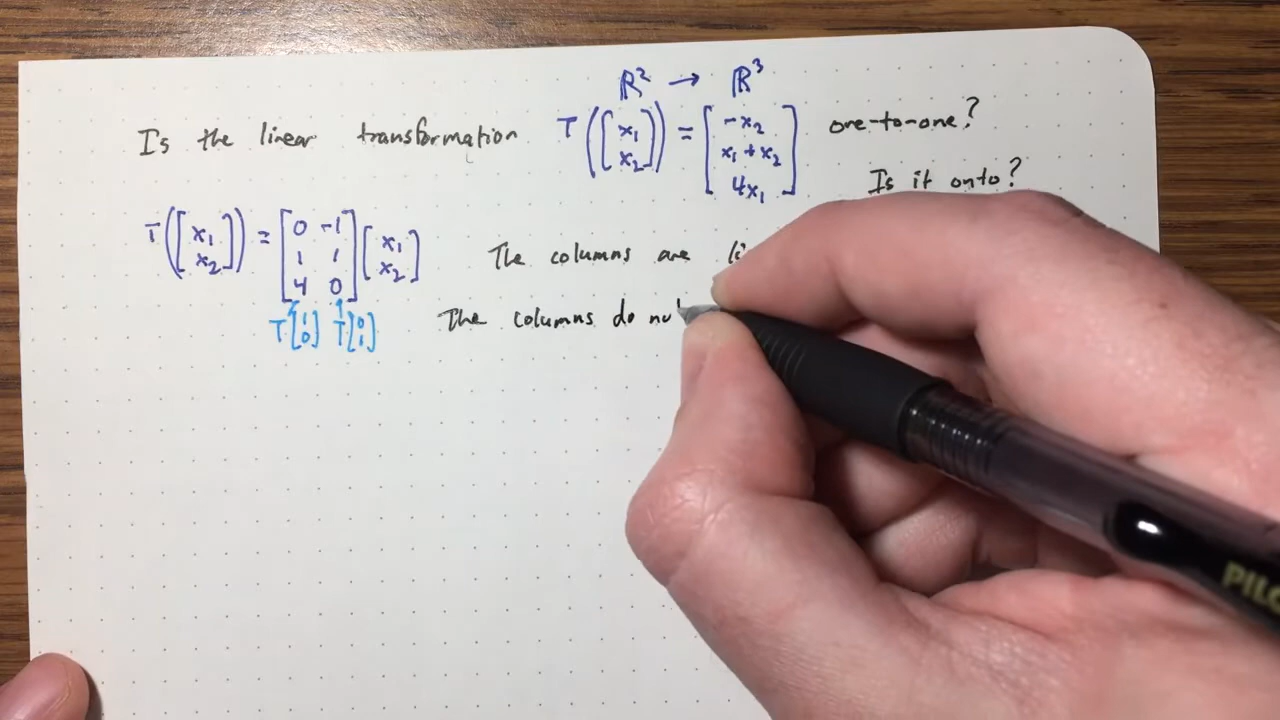 ℝ² → ℝ³
Is the linear transformation T([x₁ x₂]) = [-x₂ x₁ + x₂ 4x₁] one-to-one?
Is it onto?
T([x₁ x₂]) = [0 -1 1 1 4 0] [x₁ x₂] The columns are
T[1 0] T[0 1] The columns do not